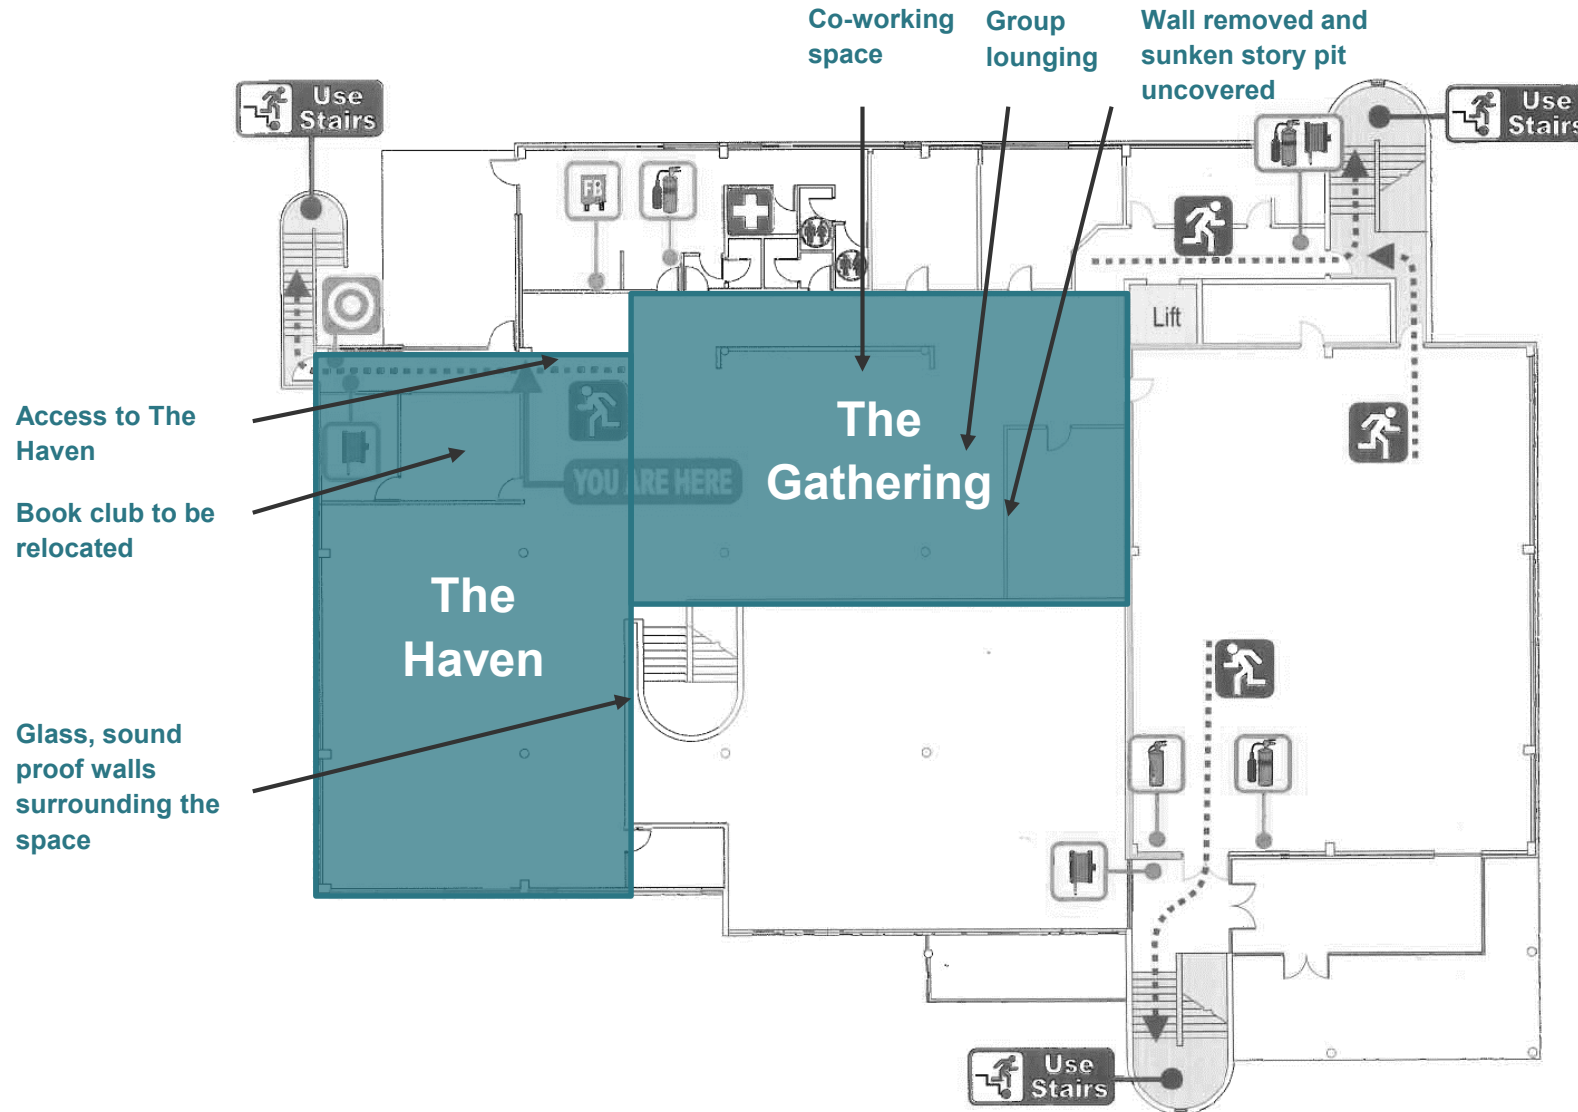 Co-working
space
Group
lounging
Wall removed and
sunken story pit
uncovered
Use
Stairs
Use
Stairs
FB
Lift
Access to The
Haven
The
Gathering
YOU ARE HERE
Book club to be
relocated
The
Haven
Glass, sound
proof walls
surrounding the
space
Use
Stairs